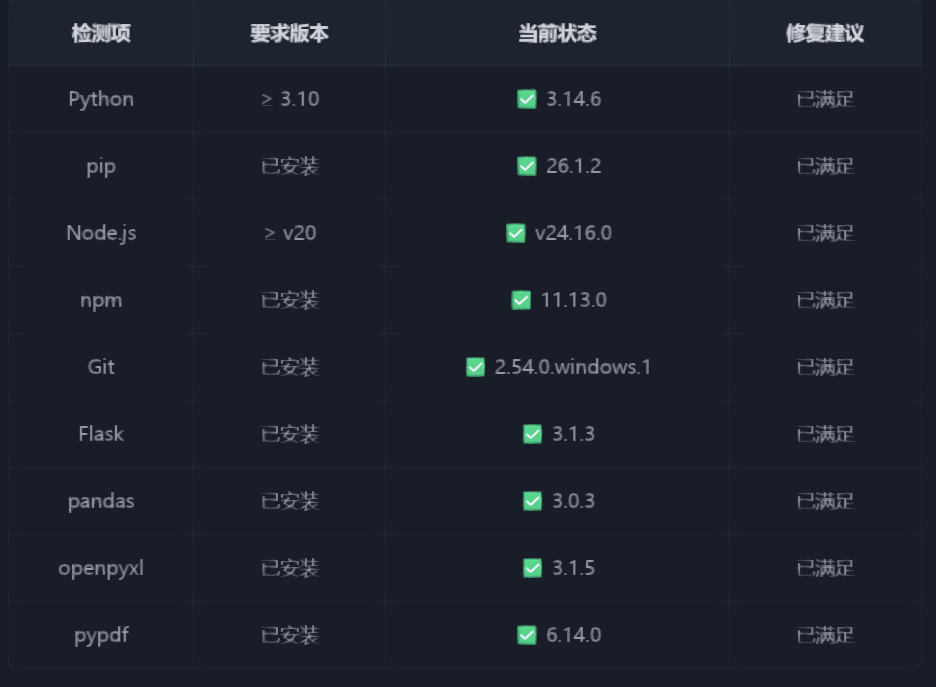 检测项 要求版本 当前状态 修复建议
Python ≥ 3.10 ✅ 3.14.6 已满足
pip 已安装 ✅ 26.1.2 已满足
Node.js ≥ v20 ✅ v24.16.0 已满足
npm 已安装 ✅ 11.13.0 已满足
Git 已安装 ✅ 2.54.0.windows.1 已满足
Flask 已安装 ✅ 3.1.3 已满足
pandas 已安装 ✅ 3.0.3 已满足
openpyxl 已安装 ✅ 3.1.5 已满足
pypdf 已安装 ✅ 6.14.0 已满足